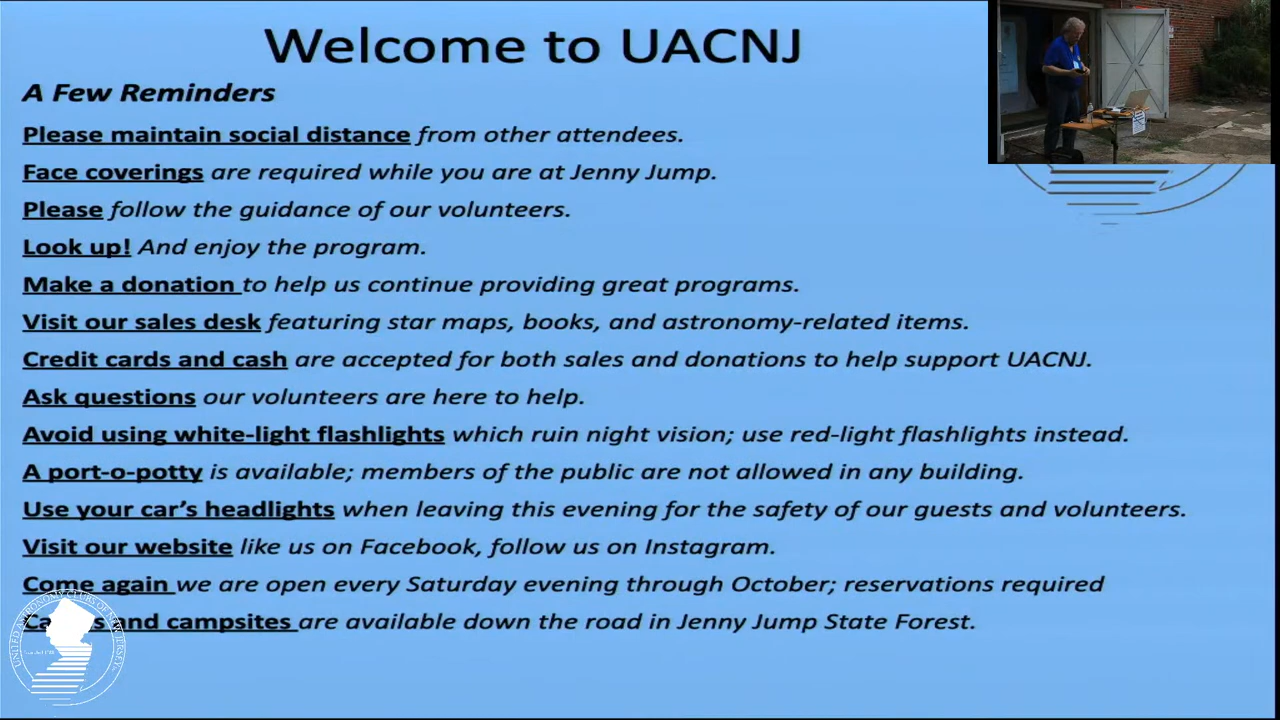 Welcome to UACNJ
A Few Reminders
Please maintain social distance from other attendees.
Face coverings are required while you are at Jenny Jump.
Please follow the guidance of our volunteers.
Look up! And enjoy the program.
Make a donation to help us continue providing great programs.
Visit our sales desk featuring star maps, books, and astronomy-related items.
Credit cards and cash are accepted for both sales and donations to help support UACNJ.
Ask questions our volunteers are here to help.
Avoid using white-light flashlights which ruin night vision; use red-light flashlights instead.
A port-o-potty is available; members of the public are not allowed in any building.
Use your car’s headlights when leaving this evening for the safety of our guests and volunteers.
Visit our website like us on Facebook, follow us on Instagram.
Come again we are open every Saturday evening through October; reservations required
and campsites are available down the road in Jenny Jump State Forest.
UNITED ASTRONOMY CLUBS OF NEW JERSEY